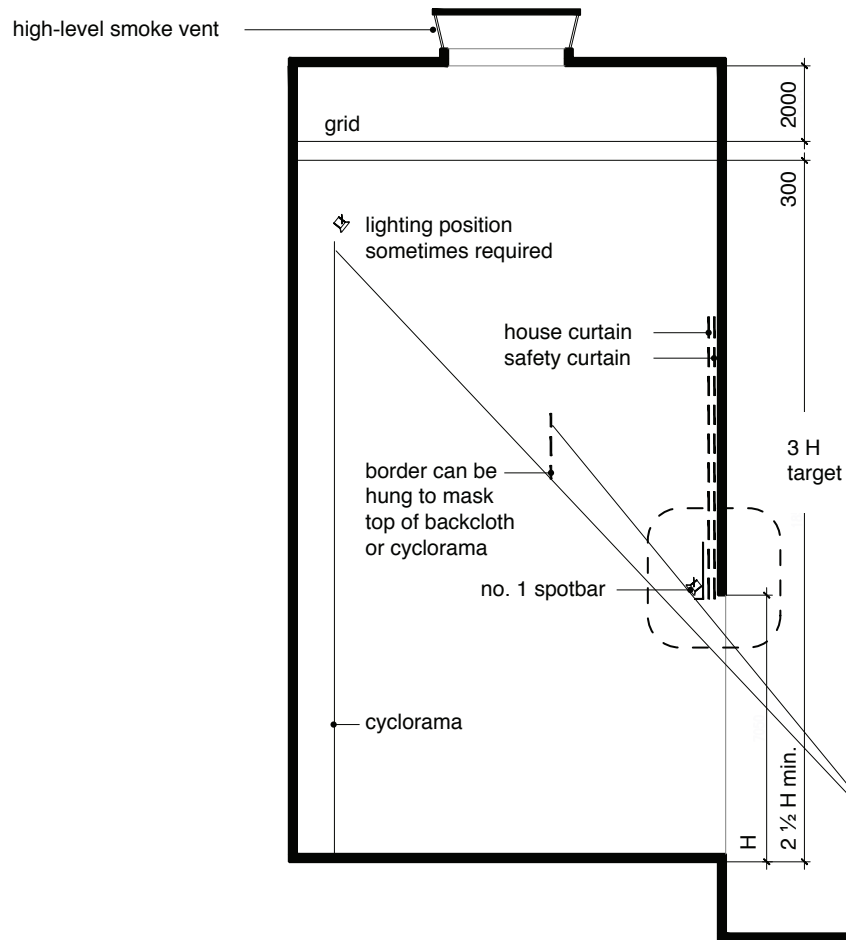 high-level smoke vent
2000
grid
300
lighting position
sometimes required
house curtain
safety curtain
3 H
target
border can be
hung to mask
top of backcloth
or cyclorama
no. 1 spotbar
cyclorama
H
2 ½ H min.